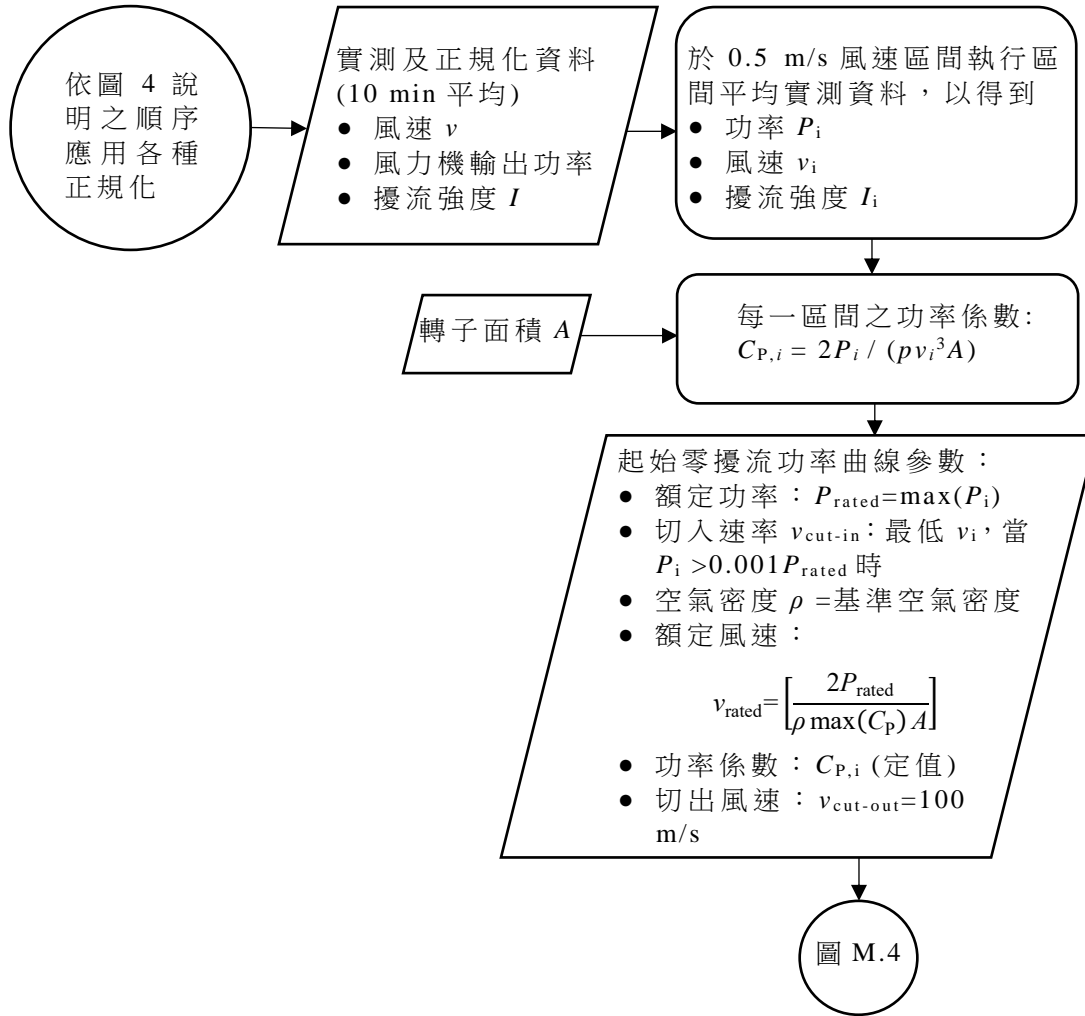 依圖 4 說
明之順序
應用各種
正規化
實測及正規化資料
(10 min 平均)
● 風速 v
● 風力機輸出功率
● 擾流強度 I
於 0.5 m/s 風速區間執行區
間平均實測資料，以得到
● 功率 Pi
● 風速 vi
● 擾流強度 Ii
轉子面積 A
每一區間之功率係數:
CP,i = 2Pi / (pvi³A)
起始零擾流功率曲線參數：
● 額定功率：Prated=max(Pi)
● 切入速率 vcut-in：最低 vi，當
Pi >0.001Prated 時
● 空氣密度 ρ =基準空氣密度
● 額定風速：
vrated=[2Prated / ρ max(CP) A]
● 功率係數：CP,i (定值)
● 切出風速：vcut-out=100
m/s
圖 M.4